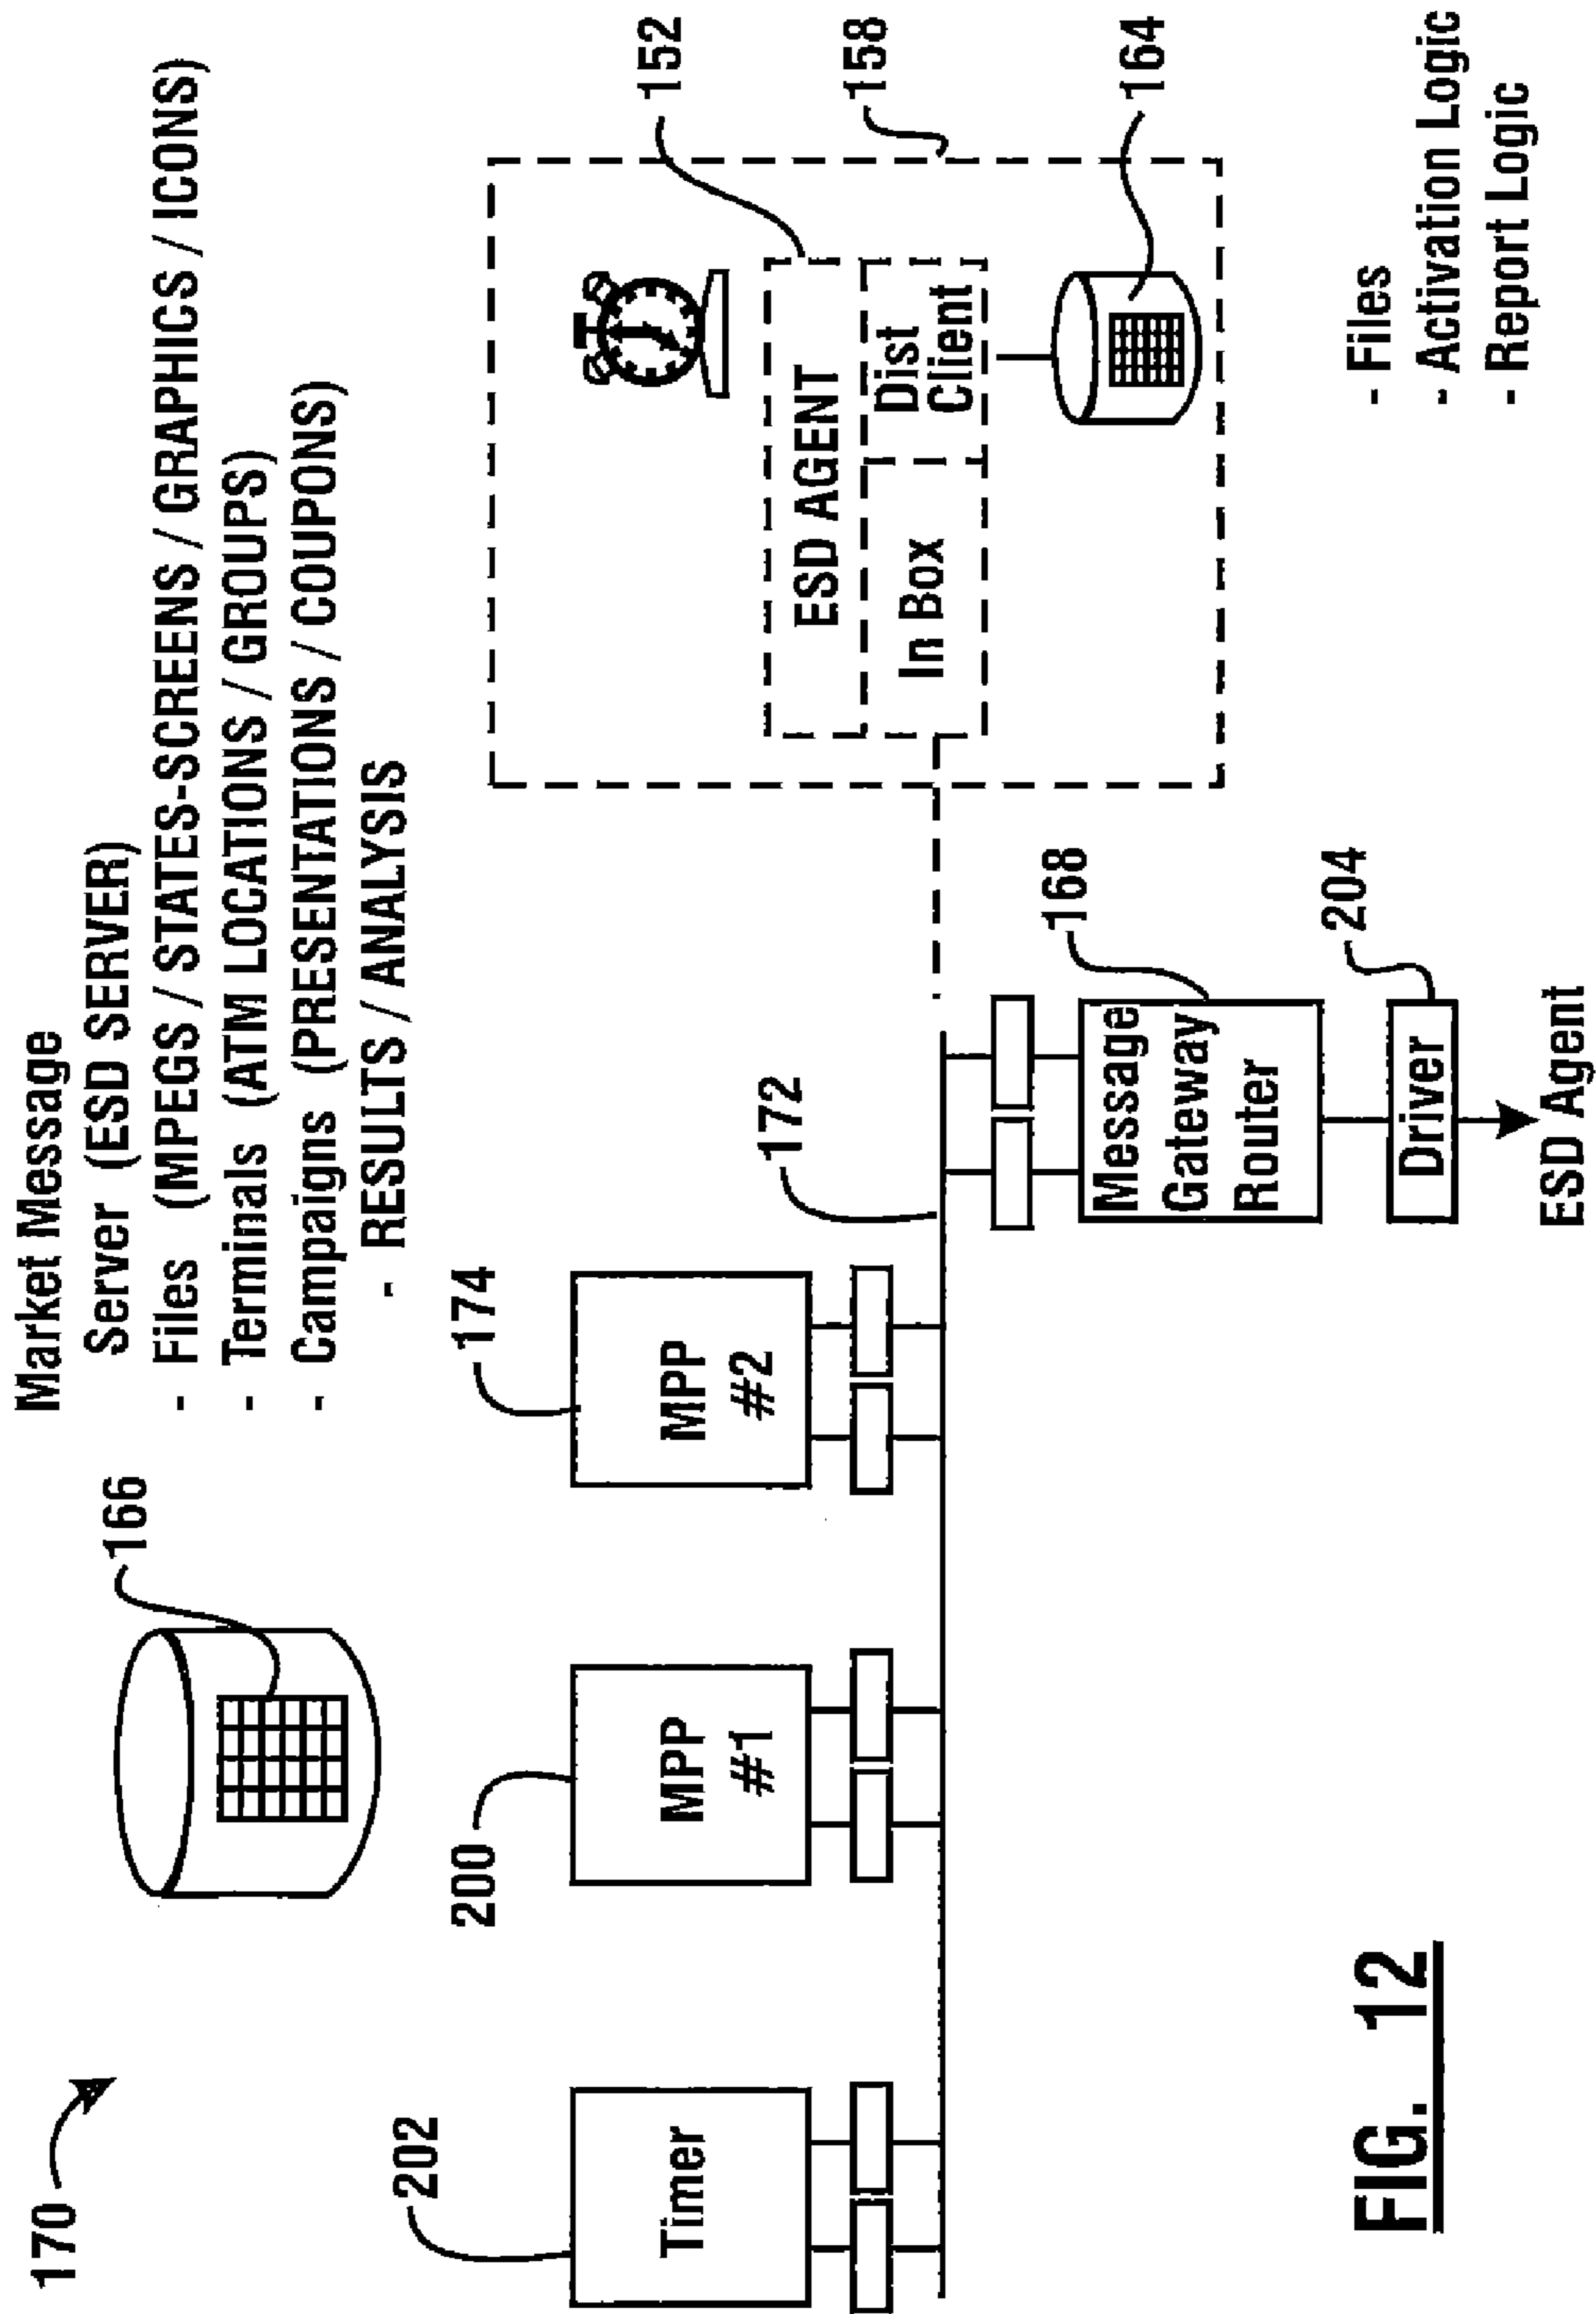 170
Market Message
Server (ESD SERVER)
- Files (MPEGS / STATES-SCREENS / GRAPHICS / ICONS)
- Terminals (ATM LOCATIONS / GROUPS)
- Campaigns (PRESENTATIONS / COUPONS)
- RESULTS / ANALYSIS
166
202
Timer
200
MPP
#1
174
MPP
#2
172
152
158
164
ESD AGENT
In Box
Dist
Client
168
Message
Gateway
Router
204
Driver
ESD Agent
- Files
- Activation Logic
- Report Logic
FIG. 12